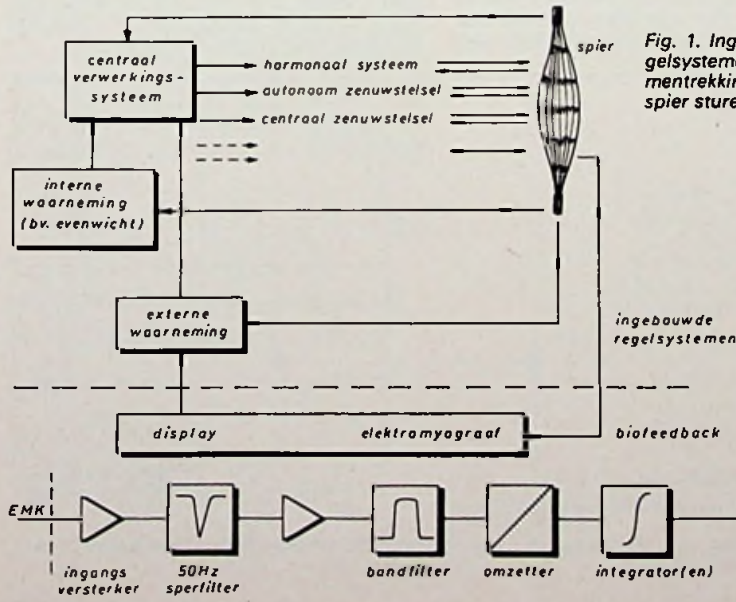 centraal
verwerkings-
systeem
hormonaal systeem
autonoom zenuwstelsel
centraal zenuwstelsel
spier
Fig. 1. Ing
gelsysteme
mentrekkin
spier sture
interne
waarneming
(bv. evenwicht)
externe
waarneming
ingebouwde
regelsystemen
display
elektromyograaf
biofeedback
EMK
ingangs
versterker
50Hz
sperfilter
bandfilter
omzetter
integrator(en)